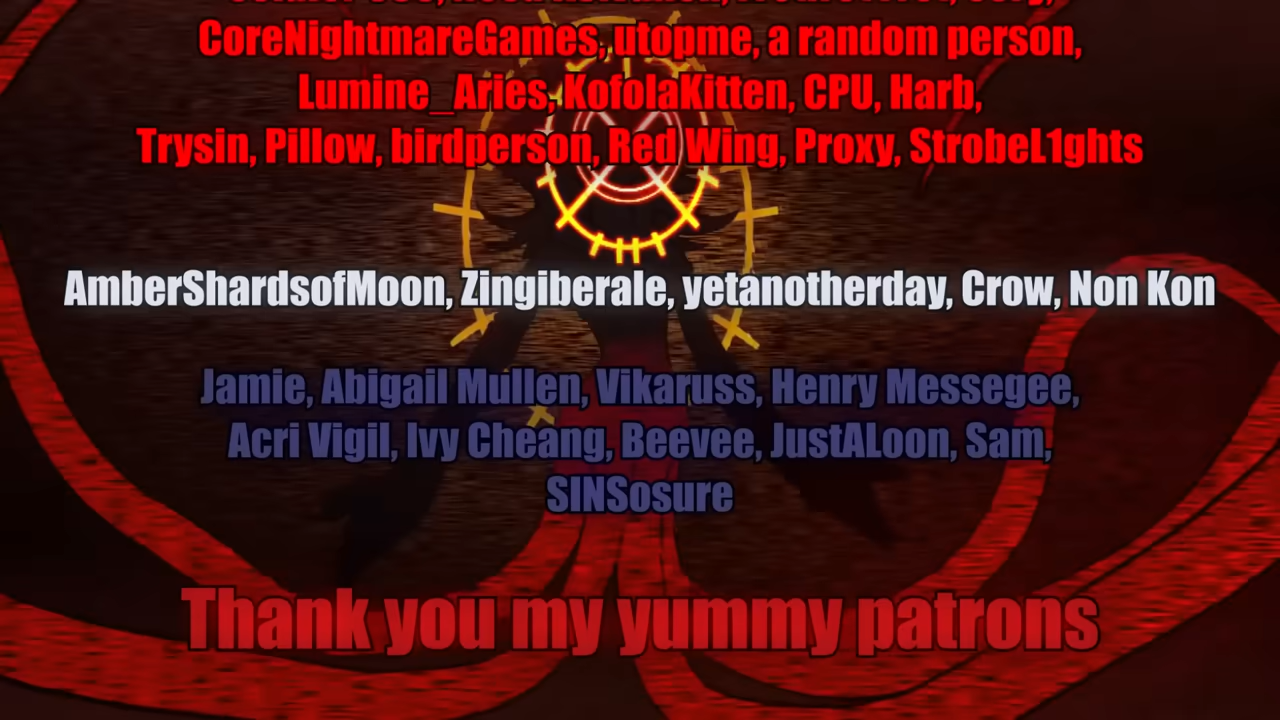 CoreNightmareGames, utopme, a random person,
Lumine_Aries, KofolaKitten, CPU, Harb,
Trysin, Pillow, birdperson, Red Wing, Proxy, StrobeL1ghts
AmberShardsofMoon, Zingiberale, yetanotherday, Crow, Non Kon
Jamie, Abigail Mullen, Vikaruss, Henry Messegee,
Acri Vigil, Ivy Cheang, Beevee, JustALoon, Sam,
SINSosure
Thank you my yummy patrons